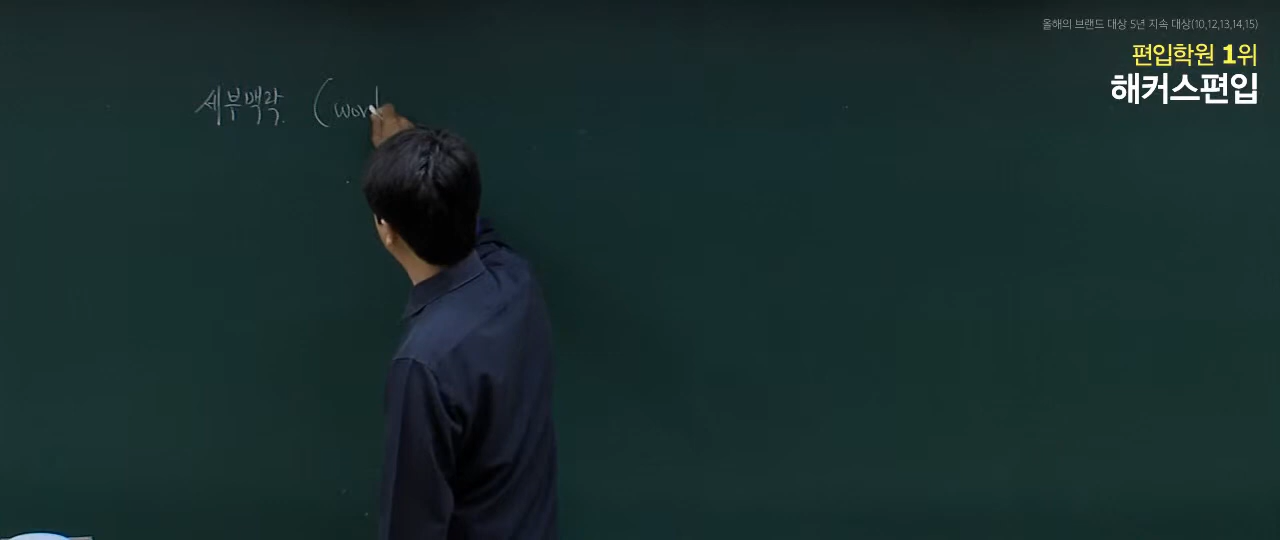 올해의 브랜드 대상 5년 지속 대상(10,12,13,14,15)
편입학원 1위
해커스편입
세부맥락. (word